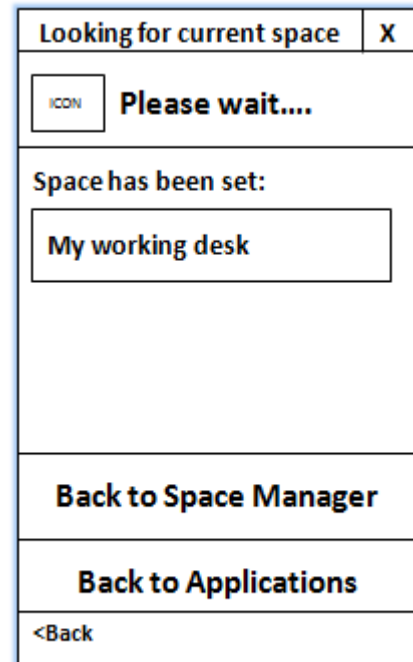 Looking for current space X
ICON Please wait....
Space has been set:
My working desk
Back to Space Manager
Back to Applications
<Back